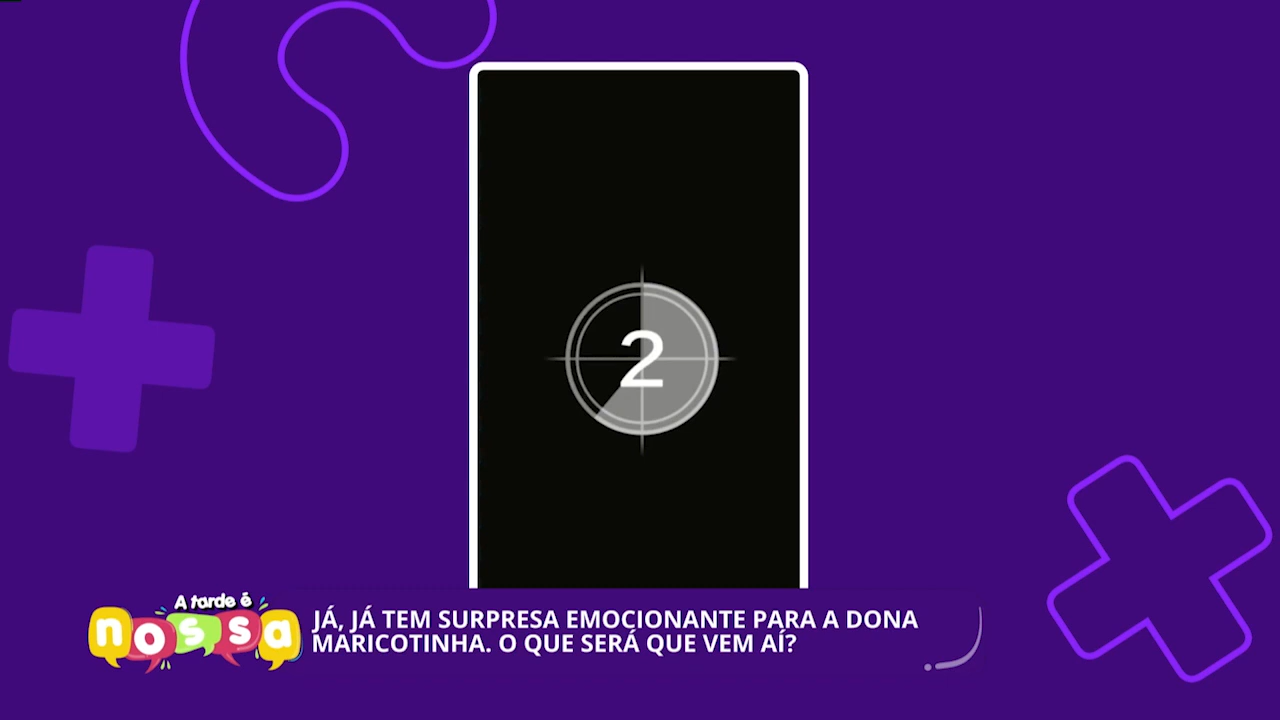 2
A tarde é
nossa
JÁ, JÁ TEM SURPRESA EMOCIONANTE PARA A DONA
MARICOTINHA. O QUE SERÁ QUE VEM AÍ?